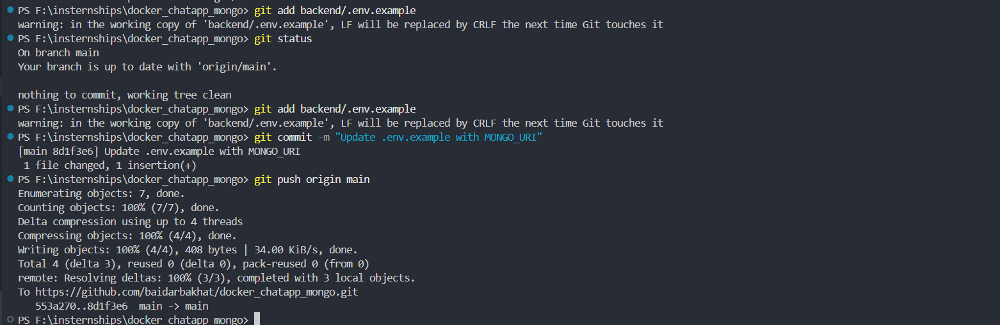 PS F:\insternships\docker_chatapp_mongo> git add backend/.env.example
warning: in the working copy of 'backend/.env.example', LF will be replaced by CRLF the next time Git touches it
PS F:\insternships\docker_chatapp_mongo> git status
On branch main
Your branch is up to date with 'origin/main'.

nothing to commit, working tree clean
PS F:\insternships\docker_chatapp_mongo> git add backend/.env.example
warning: in the working copy of 'backend/.env.example', LF will be replaced by CRLF the next time Git touches it
PS F:\insternships\docker_chatapp_mongo> git commit -m "Update .env.example with MONGO_URI"
[main 8d1f3e6] Update .env.example with MONGO_URI
 1 file changed, 1 insertion(+)
PS F:\insternships\docker_chatapp_mongo> git push origin main
Enumerating objects: 7, done.
Counting objects: 100% (7/7), done.
Delta compression using up to 4 threads
Compressing objects: 100% (4/4), done.
Writing objects: 100% (4/4), 408 bytes | 34.00 KiB/s, done.
Total 4 (delta 3), reused 0 (delta 0), pack-reused 0 (from 0)
remote: Resolving deltas: 100% (3/3), completed with 3 local objects.
To https://github.com/baidarbakhat/docker_chatapp_mongo.git
   553a270..8d1f3e6  main -> main
PS F:\insternships\docker_chatapp_mongo>